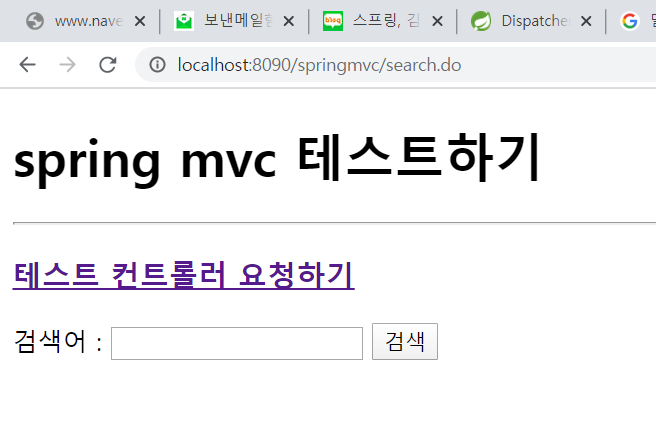 www.nave
보낸메일함
blog 스프링, 김
Dispatche
localhost:8090/springmvc/search.do
spring mvc 테스트하기
테스트 컨트롤러 요청하기
검색어 :
검색